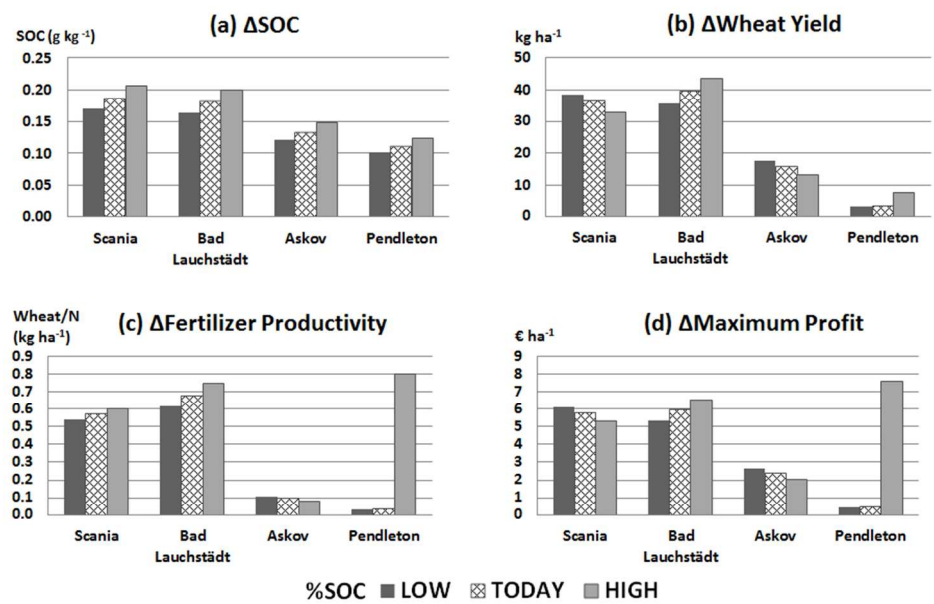 (a) ΔSOC
SOC (g kg⁻¹)
0.25
0.20
0.15
0.10
0.05
0.00
Scania
Bad
Lauchstädt
Askov
Pendleton
(b) ΔWheat Yield
kg ha⁻¹
50
40
30
20
10
0
Scania
Bad
Lauchstädt
Askov
Pendleton
(c) ΔFertilizer Productivity
Wheat/N
(kg ha⁻¹)
0.9
0.8
0.7
0.6
0.5
0.4
0.3
0.2
0.1
0.0
Scania
Bad
Lauchstädt
Askov
Pendleton
(d) ΔMaximum Profit
€ ha⁻¹
9
8
7
6
5
4
3
2
1
0
Scania
Bad
Lauchstädt
Askov
Pendleton
%SOC LOW TODAY HIGH